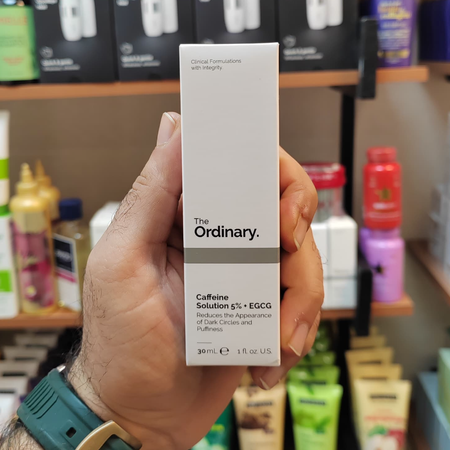 Clinical Formulations
with Integrity.
The
Ordinary.
Caffeine
Solution 5% + EGCG
Reduces the Appearance
of Dark Circles and
Puffiness
30 mL ℮ 1 fl. oz. U.S.